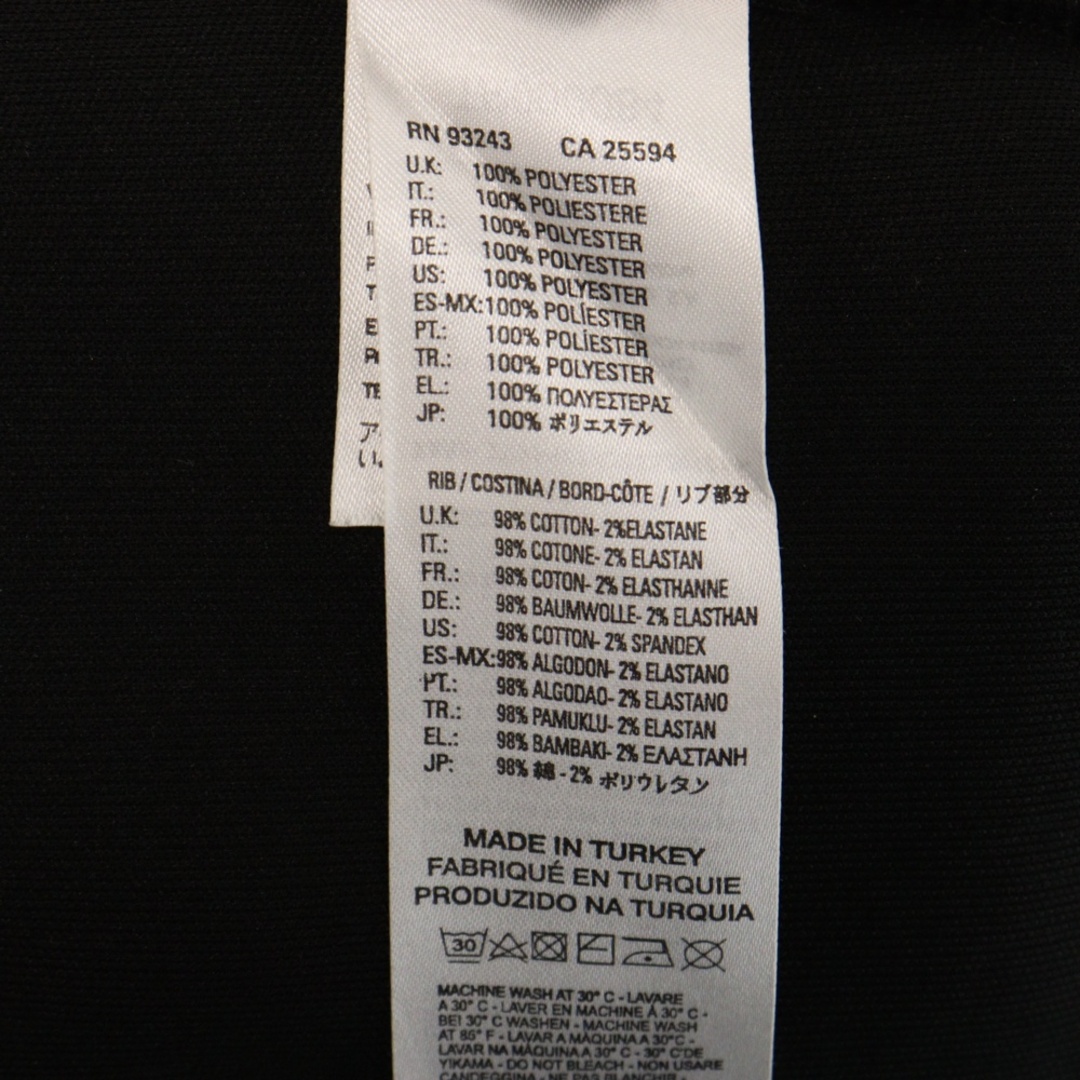 RN 93243 CA 25594
U.K: 100% POLYESTER
IT.: 100% POLIESTERE
FR.: 100% POLYESTER
DE.: 100% POLYESTER
US: 100% POLYESTER
ES-MX:100% POLÍESTER
PT.: 100% POLÍESTER
TR.: 100% POLYESTER
EL.: 100% ΠΟΛΥΕΣΤΕΡΑΣ
JP: 100% ポリエステル
RIB / COSTINA / BORD-CÔTE / リブ部分
U.K: 98% COTTON- 2%ELASTANE
IT.: 98% COTONE- 2% ELASTAN
FR.: 98% COTON- 2% ELASTHANNE
DE.: 98% BAUMWOLLE- 2% ELASTHAN
US: 98% COTTON- 2% SPANDEX
ES-MX:98% ALGODON- 2% ELASTANO
PT.: 98% ALGODAO- 2% ELASTANO
TR.: 98% PAMUKLU- 2% ELASTAN
EL.: 98% BAMBAKI- 2% ΕΛΑΣΤΑΝΗ
JP: 98% 綿 - 2% ポリウレタン
MADE IN TURKEY
FABRIQUÉ EN TURQUIE
PRODUZIDO NA TURQUIA
30
MACHINE WASH AT 30° C - LAVARE
A 30° C - LAVER EN MACHINE À 30° C -
BEI 30° C WASHEN - MACHINE WASH
AT 85° F - LAVAR A MÁQUINA A 30°C -
LAVAR NA MÁQUINA A 30° C - 30° C'DE
YIKAMA - DO NOT BLEACH - NON USARE
CANDEGGINA - NE PAS BLANCHIR -